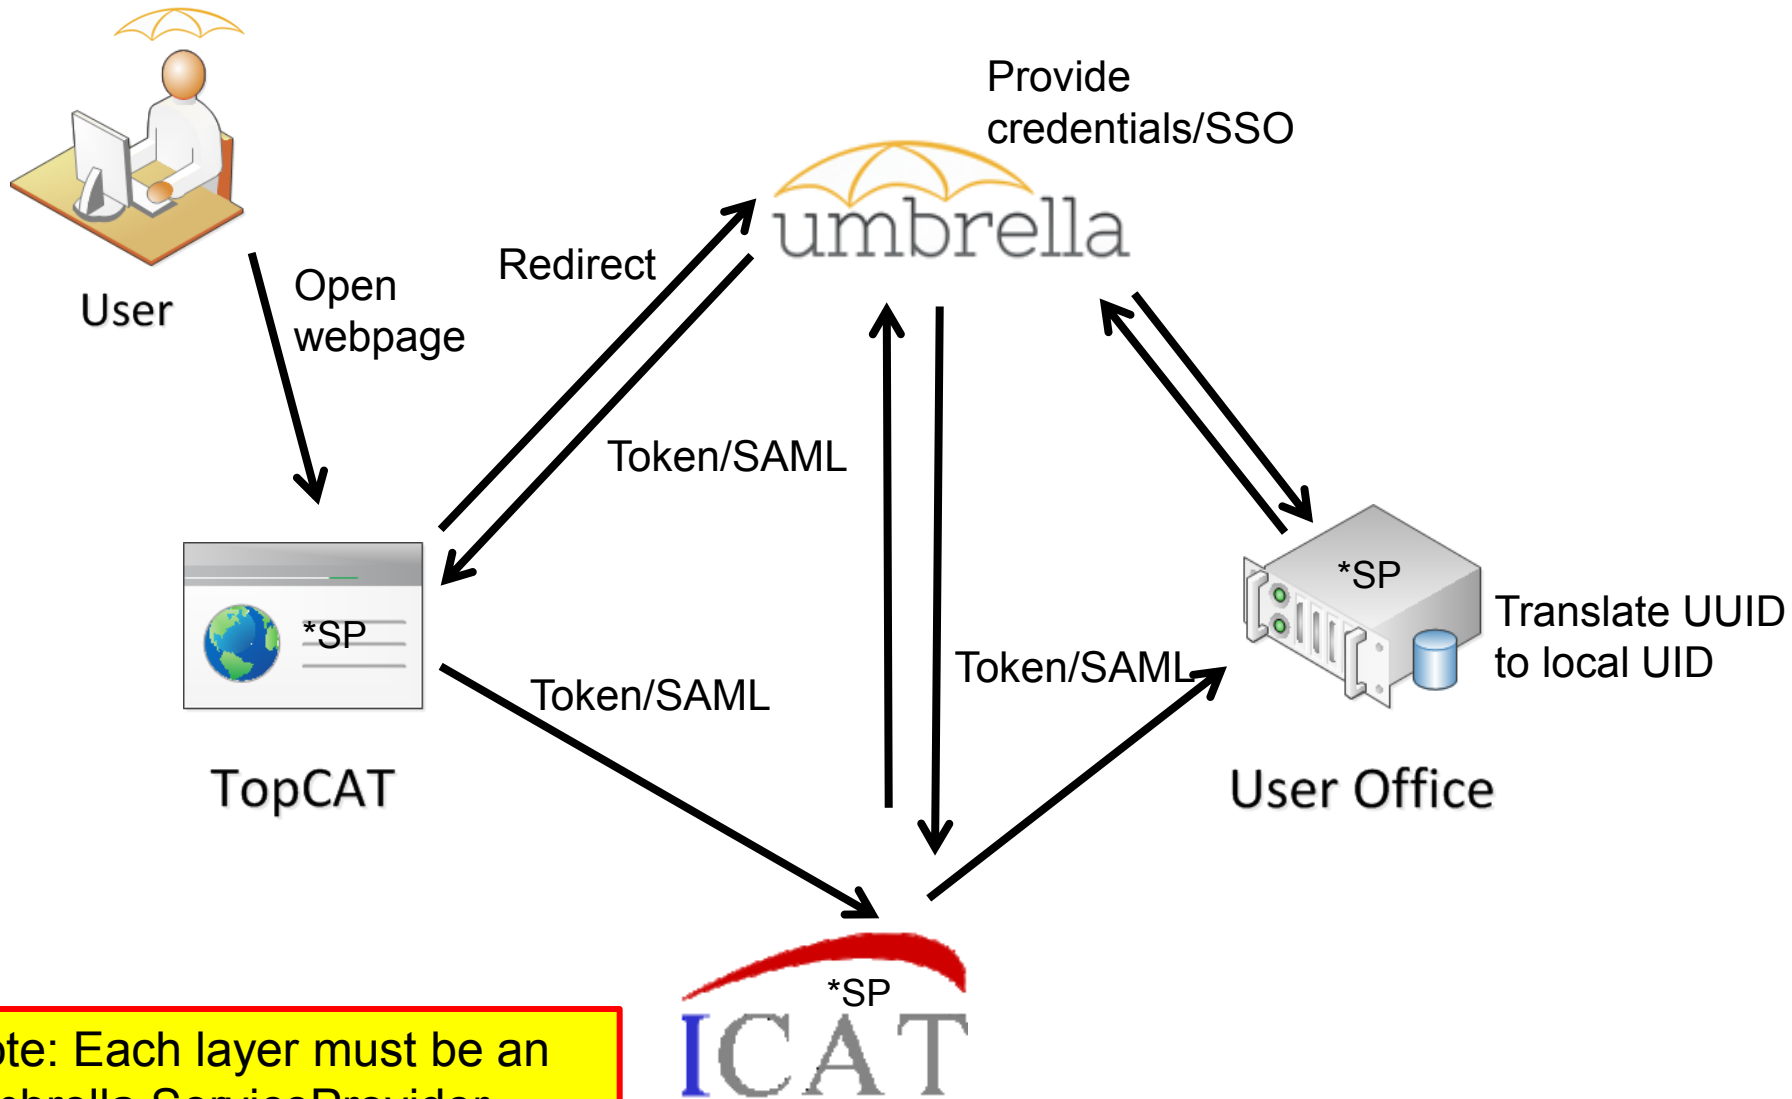 Provide
credentials/SSO
umbrella
User
Open
webpage
Redirect
Token/SAML
*SP
*SP
Translate UUID
to local UID
Token/SAML
Token/SAML
TopCAT
User Office
*SP
ICAT
Each layer must be an
ServiceProvider